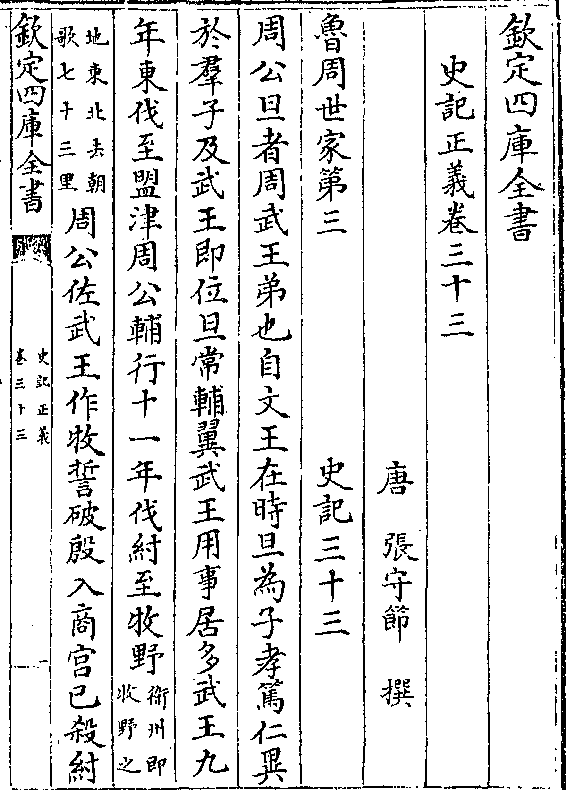 欽定四庫全書
史記正義卷三十三
唐 張守節 撰
魯周世家第三 史記三十三
周公旦者周武王弟也自文王在時旦為子孝篤仁異
於羣子及武王即位旦常輔翼武王用事居多武王九
年東伐至盟津周公輔行十一年伐紂至牧野
衞州即
牧野之
地東北去朝
歌七十三里
周公佐武王作牧誓破殷入商宫已殺紂
欽定四庫全書
史記正義
卷三十三
一